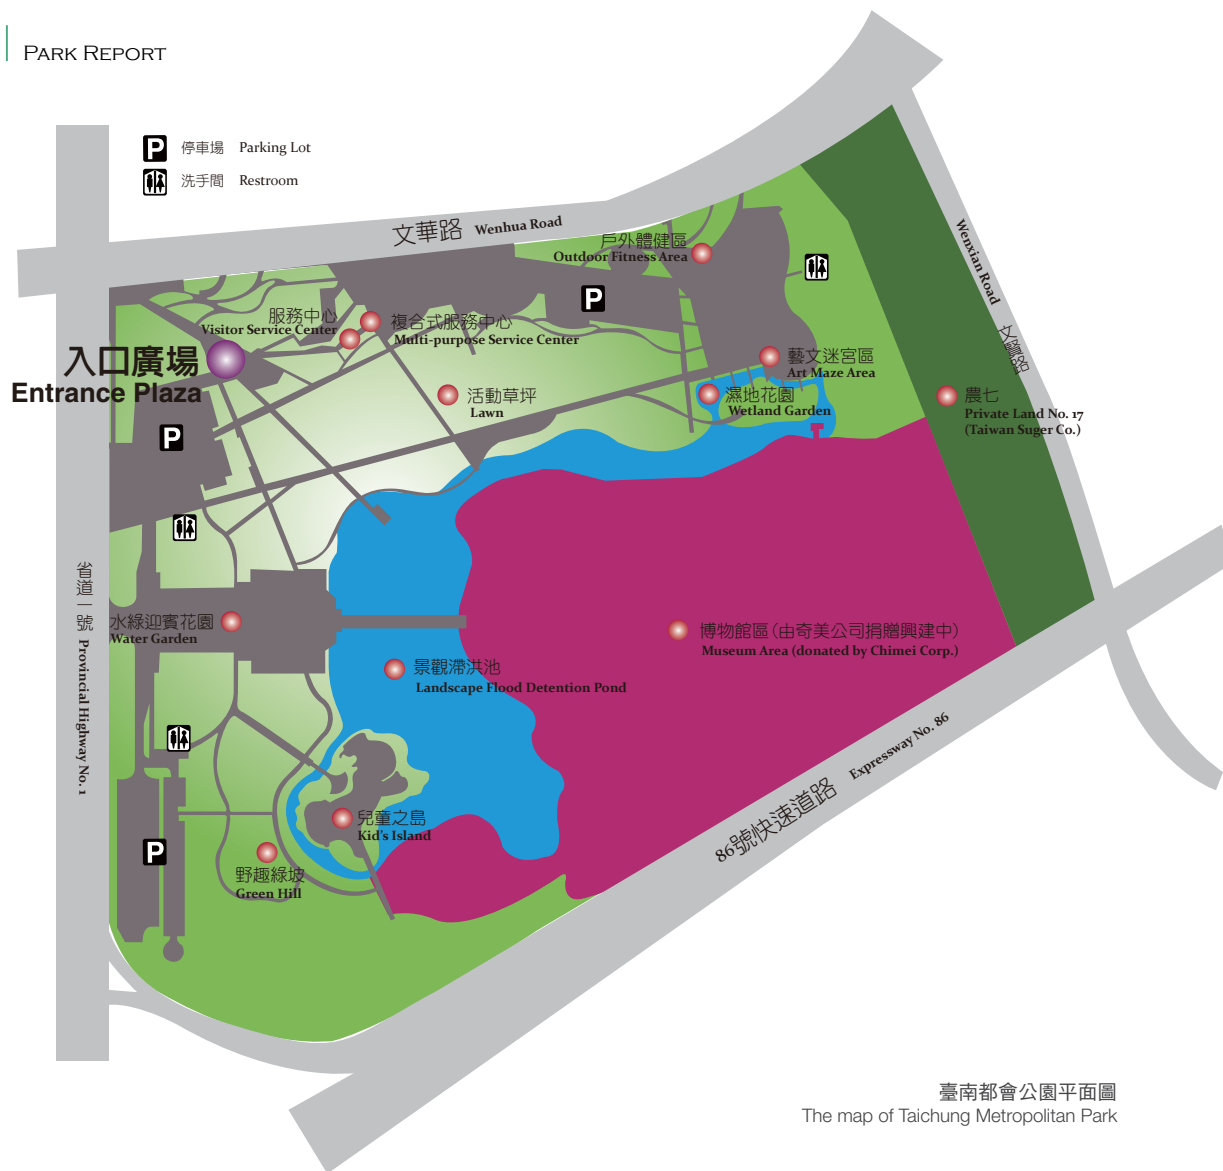 PARK REPORT
P 停車場 Parking Lot
洗手間 Restroom
文華路 Wenhua Road
戶外體健區
Outdoor Fitness Area
P
服務中心
Visitor Service Center
複合式服務中心
Multi-purpose Service Center
入口廣場
Entrance Plaza
藝文迷宮區
Art Maze Area
活動草坪
Lawn
濕地花園
Wetland Garden
Wenxian Road
文賢路
農七
Private Land No. 17
(Taiwan Suger Co.)
P
省道一號 Provincial Highway No. 1
水綠迎賓花園
Water Garden
博物館區(由奇美公司捐贈興建中)
Museum Area (donated by Chimei Corp.)
景觀滯洪池
Landscape Flood Detention Pond
86號快速道路 Expressway No. 86
兒童之島
Kid's Island
P
野趣綠坡
Green Hill
臺南都會公園平面圖
The map of Taichung Metropolitan Park